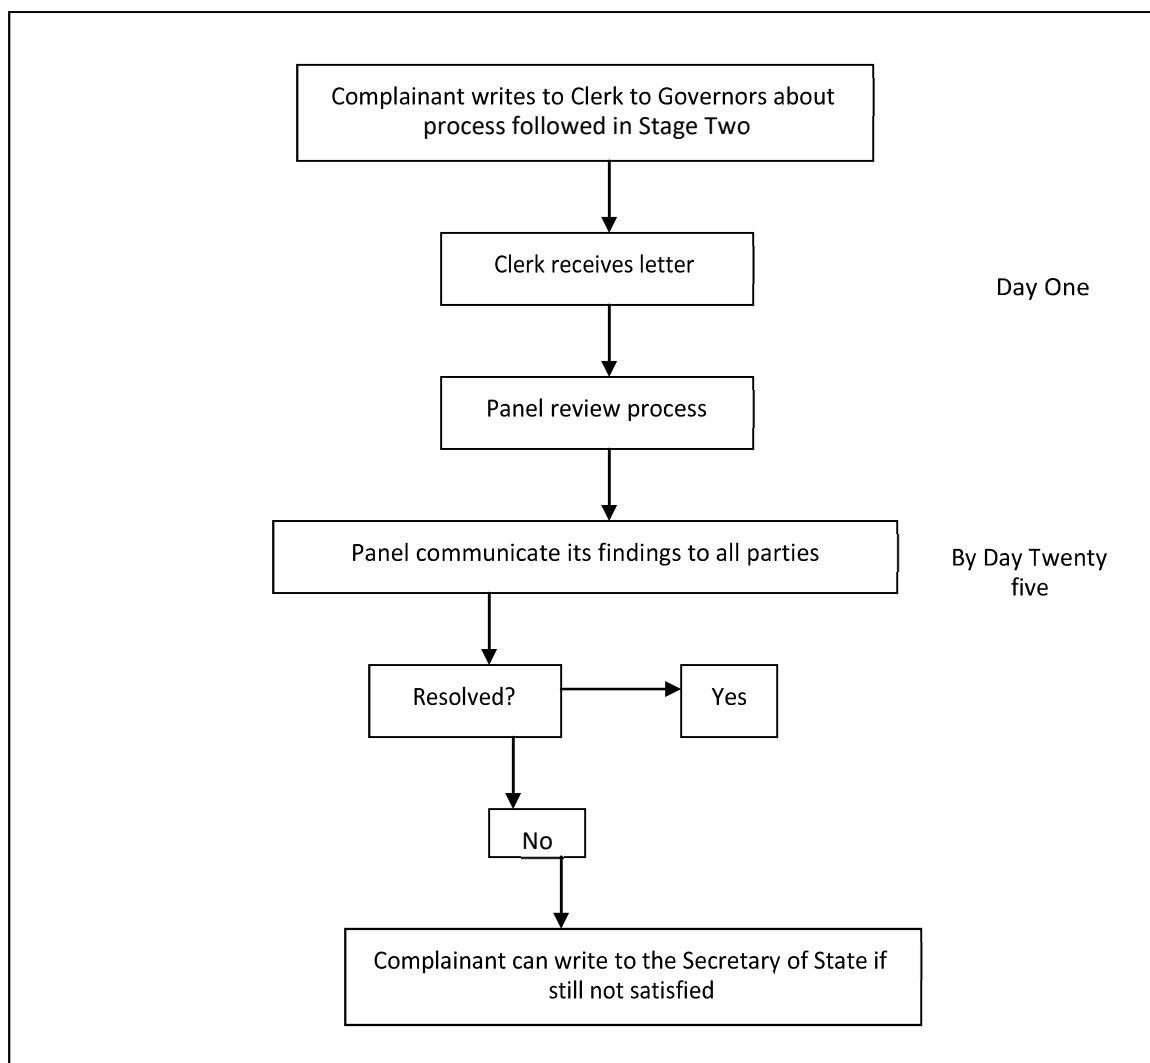 Complainant writes to Clerk to Governors about
process followed in Stage Two
Clerk receives letter
Day One
Panel review process
Panel communicate its findings to all parties
By Day Twenty
five
Resolved?
Yes
No
Complainant can write to the Secretary of State if
still not satisfied